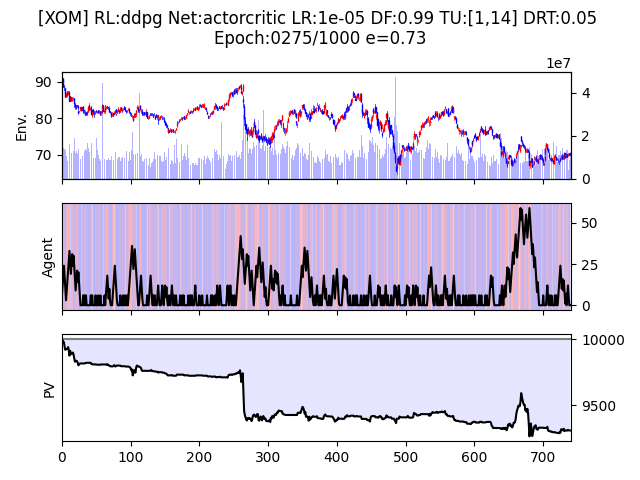 [XOM] RL:ddpg Net:actorcritic LR:1e-05 DF:0.99 TU:[1,14] DRT:0.05
Epoch:0275/1000 e=0.73
1e7
Env.
90
80
70
4
2
0
Agent
50
25
0
PV
10000
9500
0 100 200 300 400 500 600 700